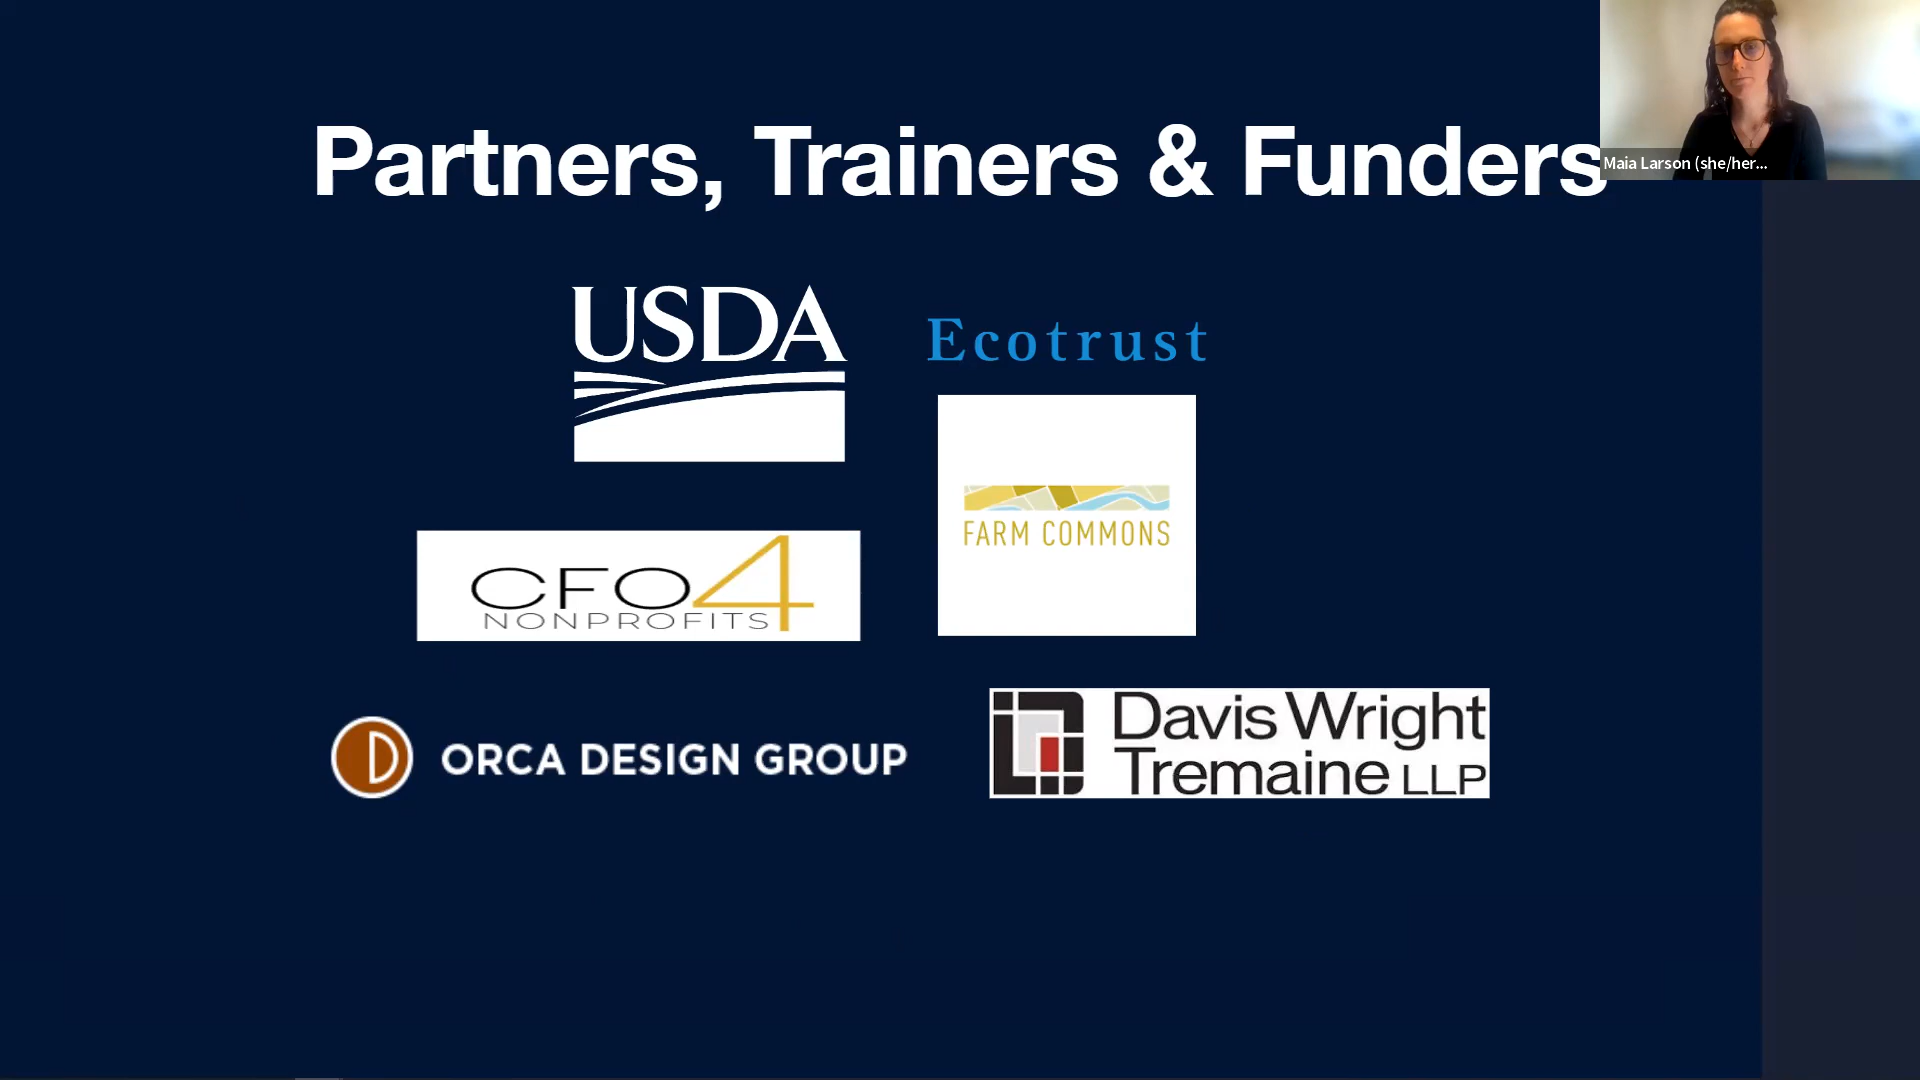 Partners, Trainers & Funders
Maia Larson (she/her...
USDA
Ecotrust
FARM COMMONS
CFO4
NONPROFITS
ORCA DESIGN GROUP
Davis Wright
Tremaine LLP